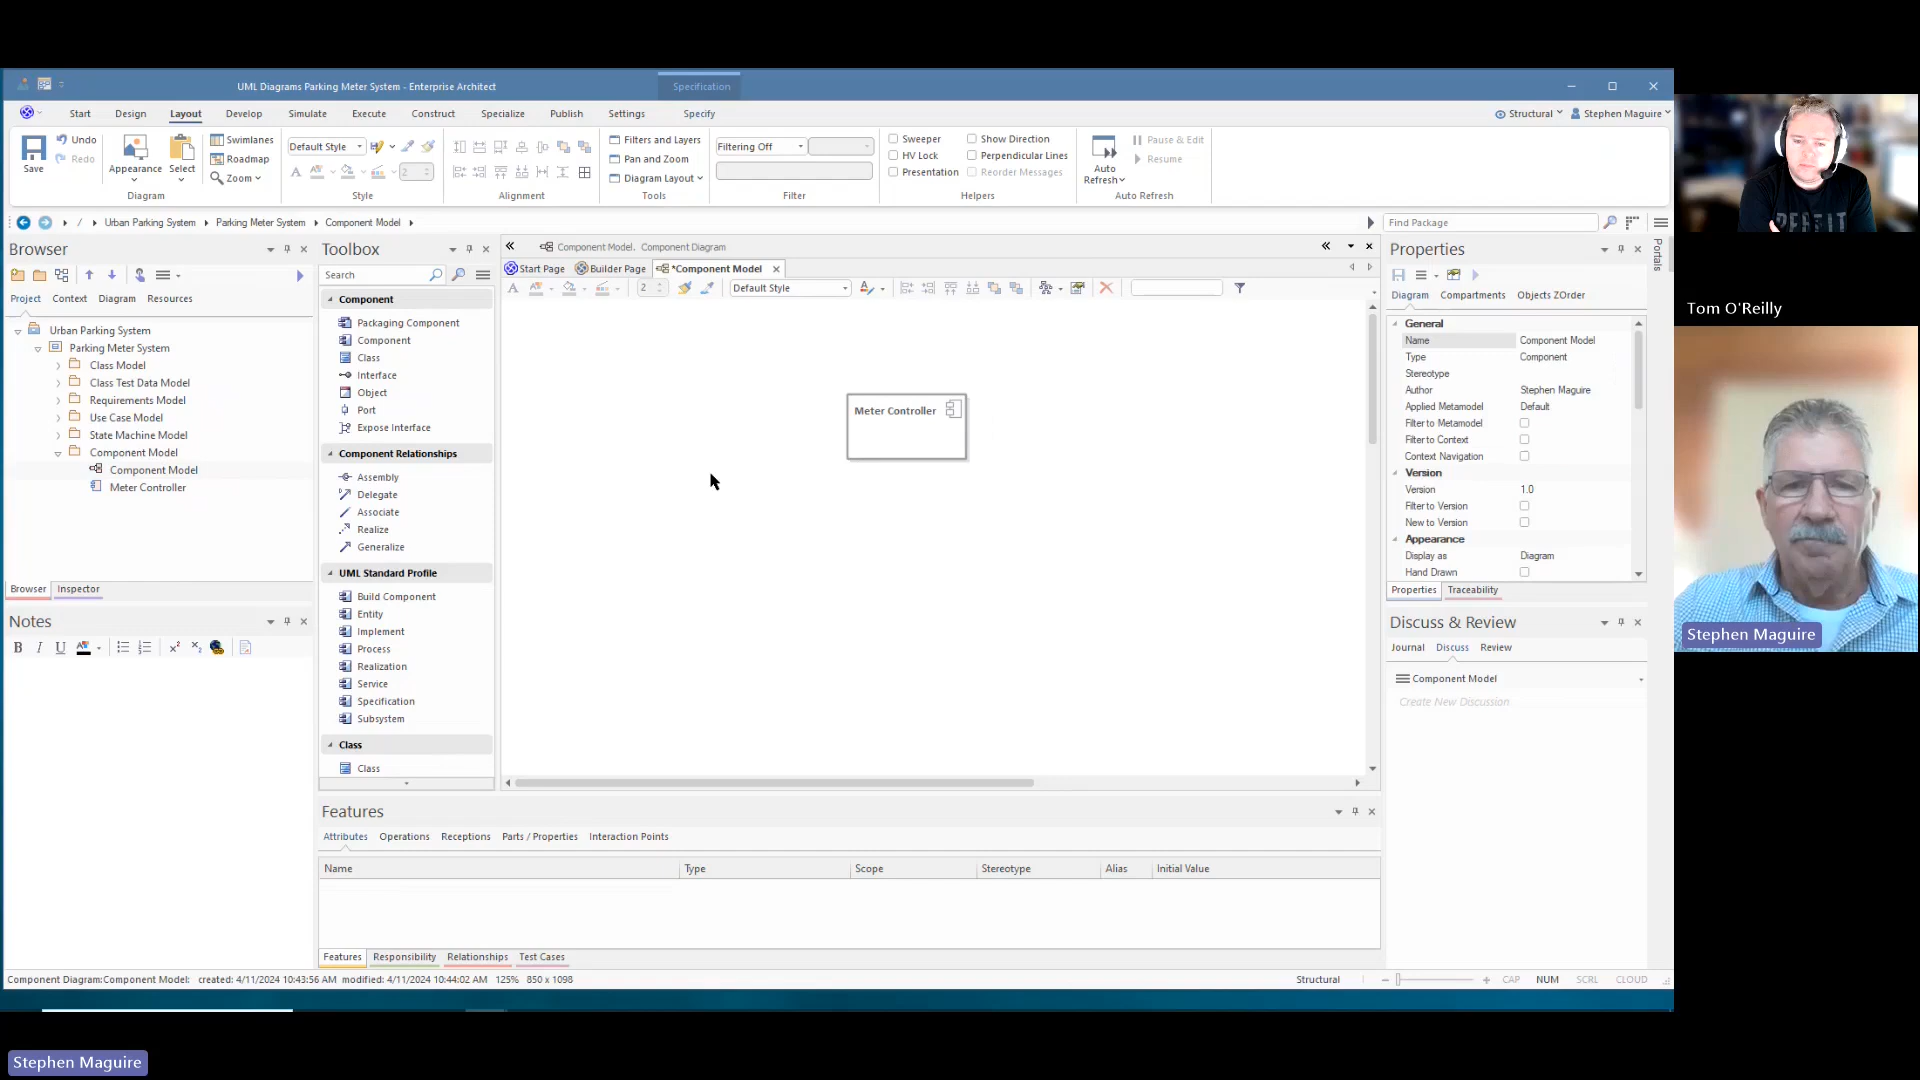 UML Diagrams Parking Meter System - Enterprise Architect
Specification
Start Design Layout Develop Simulate Execute Construct Specialize Publish Settings Specify
Structural Stephen Maguire
Save
Undo
Redo
Appearance
Select
Swimlanes
Roadmap
Zoom
Diagram
Default Style
2
Style
Alignment
Filters and Layers
Pan and Zoom
Diagram Layout
Tools
Filtering Off
Filter
Sweeper
HV Lock
Presentation
Show Direction
Perpendicular Lines
Reorder Messages
Helpers
Auto
Refresh
Pause & Edit
Resume
Auto Refresh
/ Urban Parking System Parking Meter System Component Model
Find Package
Portals
Browser
Project Context Diagram Resources
Urban Parking System
Parking Meter System
Class Model
Class Test Data Model
Requirements Model
Use Case Model
State Machine Model
Component Model
Component Model
Meter Controller
Browser Inspector
Notes
B I U
Toolbox
Search
Component
Packaging Component
Component
Class
Interface
Object
Port
Expose Interface
Component Relationships
Assembly
Delegate
Associate
Realize
Generalize
UML Standard Profile
Build Component
Entity
Implement
Process
Realization
Service
Specification
Subsystem
Class
Class
Component Model. Component Diagram
Start Page Builder Page *Component Model
2 Default Style
Meter Controller
Properties
Diagram Compartments Objects ZOrder
General
Name Component Model
Type Component
Stereotype
Author Stephen Maguire
Applied Metamodel Default
Filter to Metamodel
Filter to Context
Context Navigation
Version
Version 1.0
Filter to Version
New to Version
Appearance
Display as Diagram
Hand Drawn
Properties Traceability
Discuss & Review
Journal Discuss Review
Component Model
Create New Discussion
Features
Attributes Operations Receptions Parts / Properties Interaction Points
Name Type Scope Stereotype Alias Initial Value
Features Responsibility Relationships Test Cases
Component Diagram:Component Model: created: 4/11/2024 10:43:56 AM modified: 4/11/2024 10:44:02 AM 125% 850 x 1098
Structural
CAP NUM SCRL CLOUD
Tom O'Reilly
Stephen Maguire
Stephen Maguire